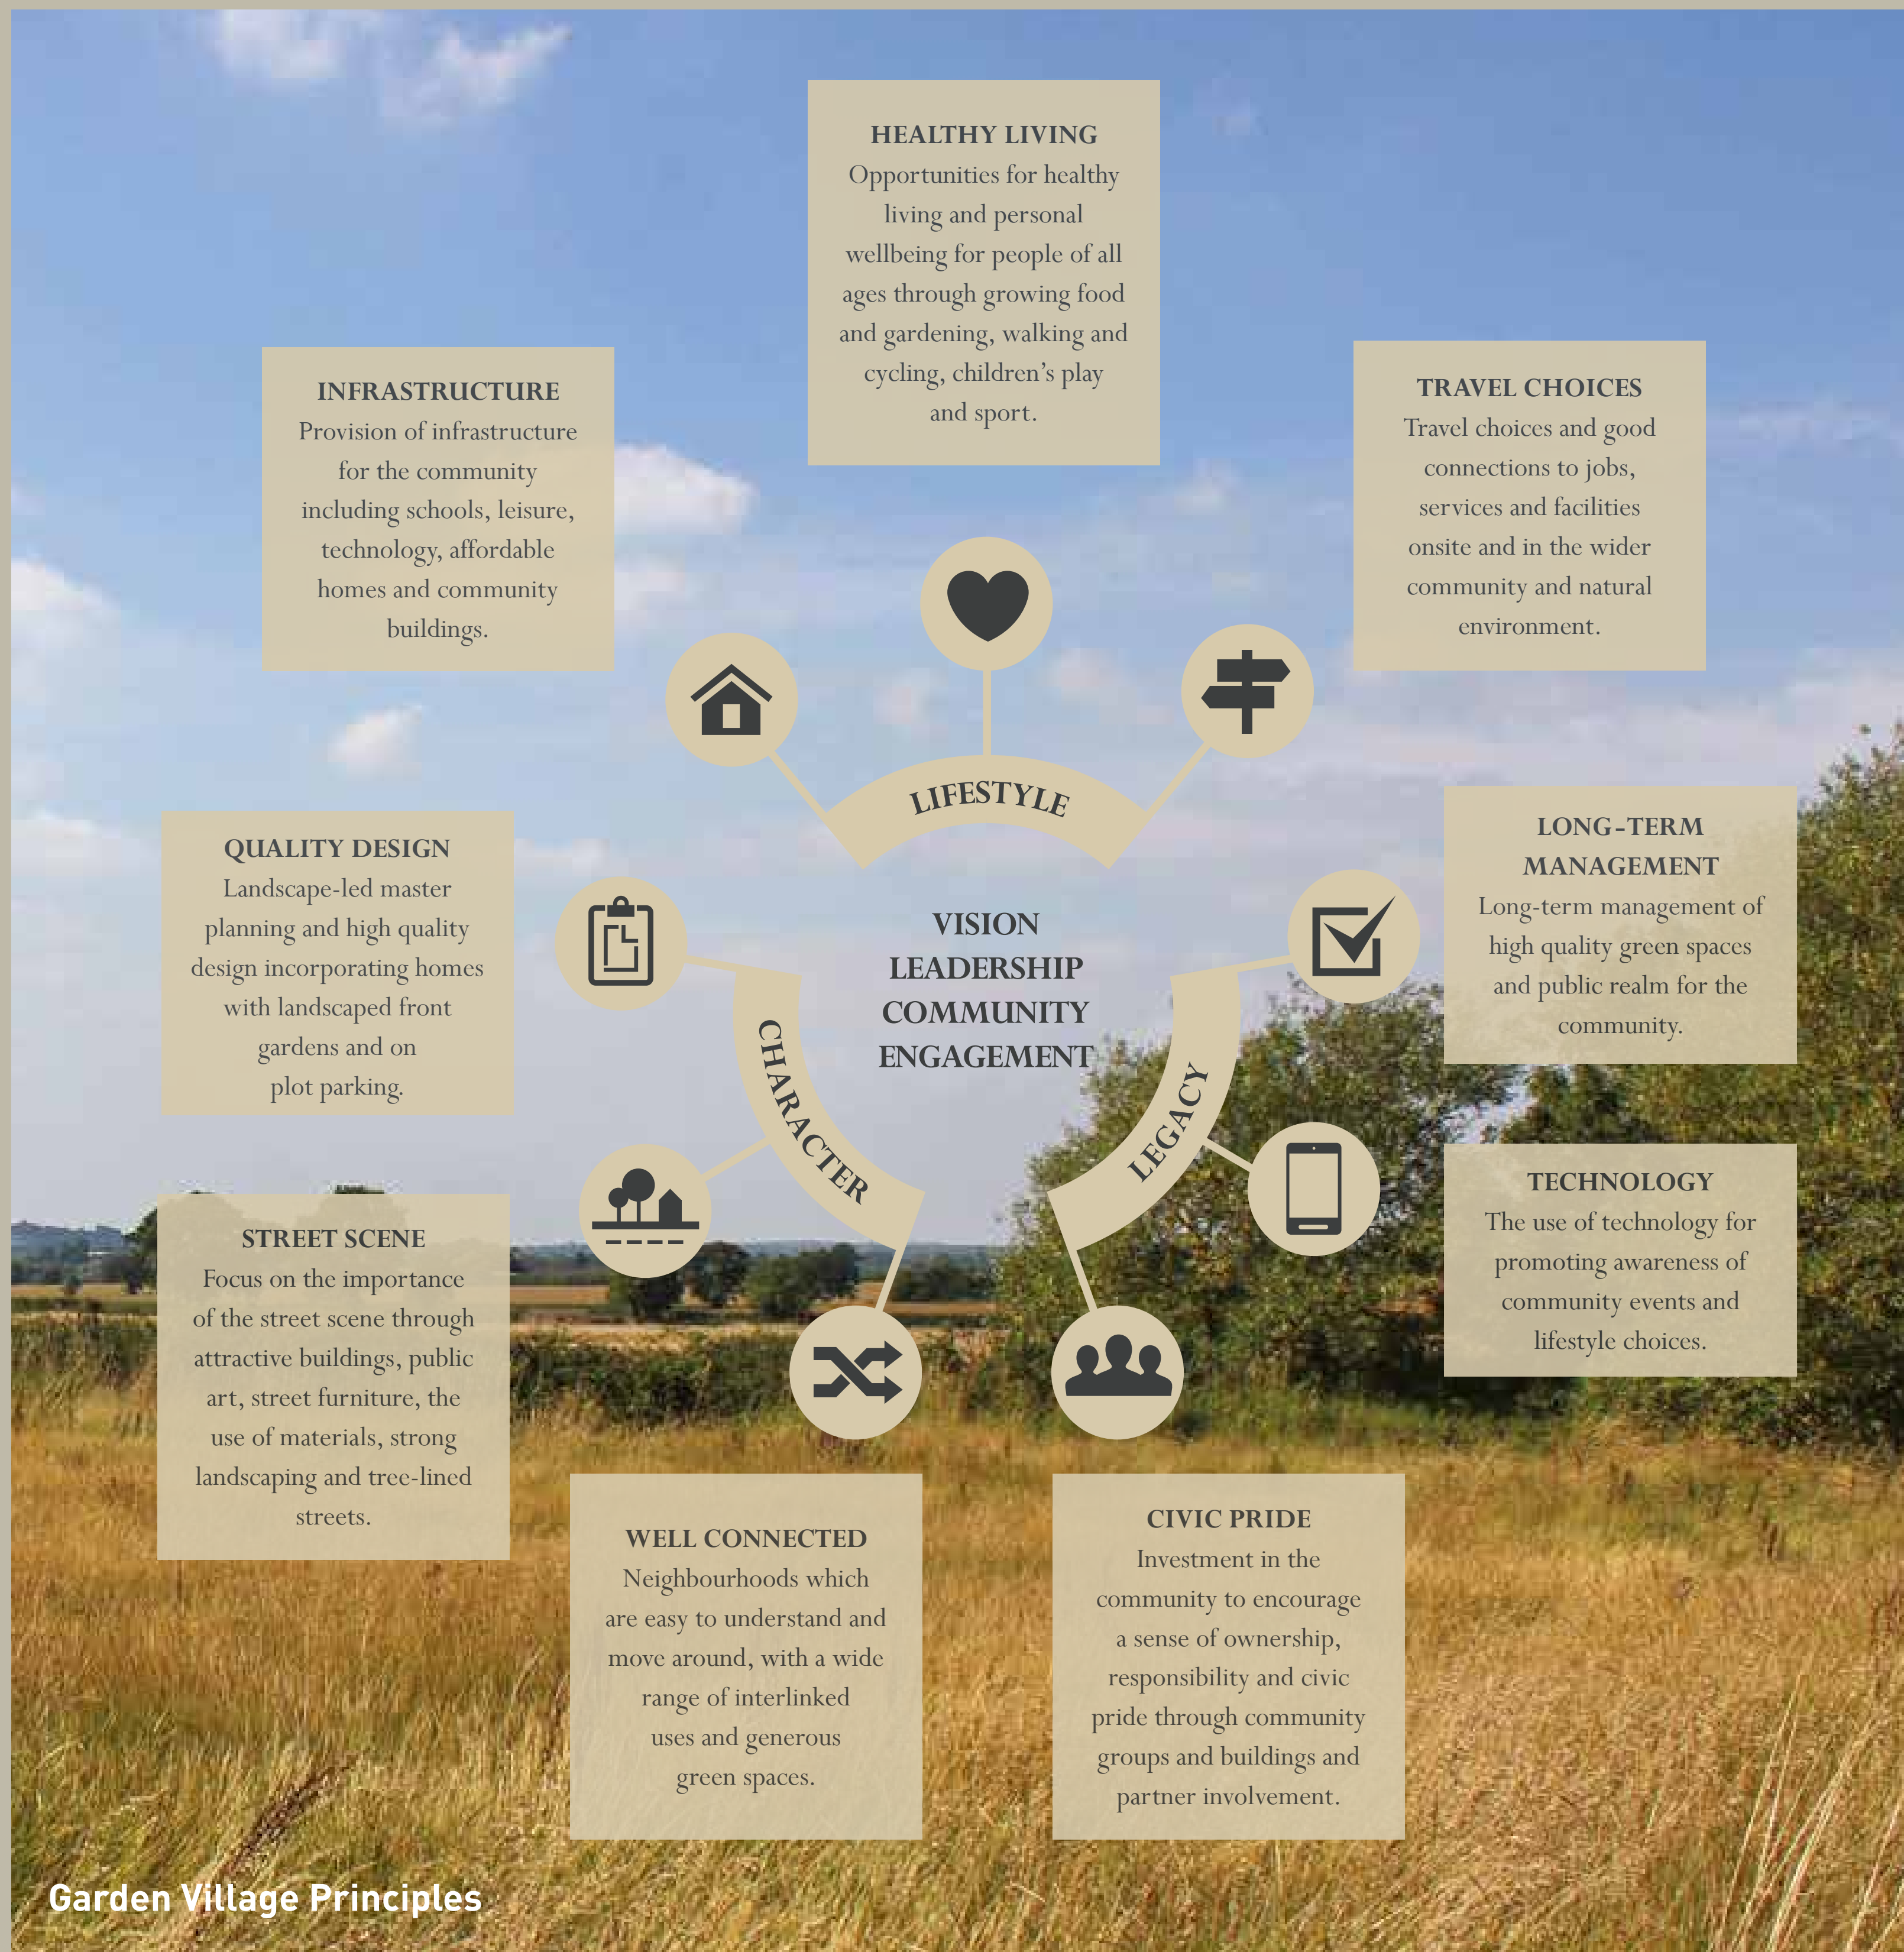 HEALTHY LIVING
Opportunities for healthy
living and personal
wellbeing for people of all
ages through growing food
and gardening, walking and
cycling, children’s play
and sport.
INFRASTRUCTURE
Provision of infrastructure
for the community
including schools, leisure,
technology, affordable
homes and community
buildings.
TRAVEL CHOICES
Travel choices and good
connections to jobs,
services and facilities
onsite and in the wider
community and natural
environment.
LIFESTYLE
QUALITY DESIGN
Landscape-led master
planning and high quality
design incorporating homes
with landscaped front
gardens and on
plot parking.
VISION
LEADERSHIP
COMMUNITY
ENGAGEMENT
LONG-TERM
MANAGEMENT
Long-term management of
high quality green spaces
and public realm for the
community.
CHARACTER
LEGACY
STREET SCENE
Focus on the importance
of the street scene through
attractive buildings, public
art, street furniture, the
use of materials, strong
landscaping and tree-lined
streets.
TECHNOLOGY
The use of technology for
promoting awareness of
community events and
lifestyle choices.
WELL CONNECTED
Neighbourhoods which
are easy to understand and
move around, with a wide
range of interlinked
uses and generous
green spaces.
CIVIC PRIDE
Investment in the
community to encourage
a sense of ownership,
responsibility and civic
pride through community
groups and buildings and
partner involvement.
Garden Village Principles